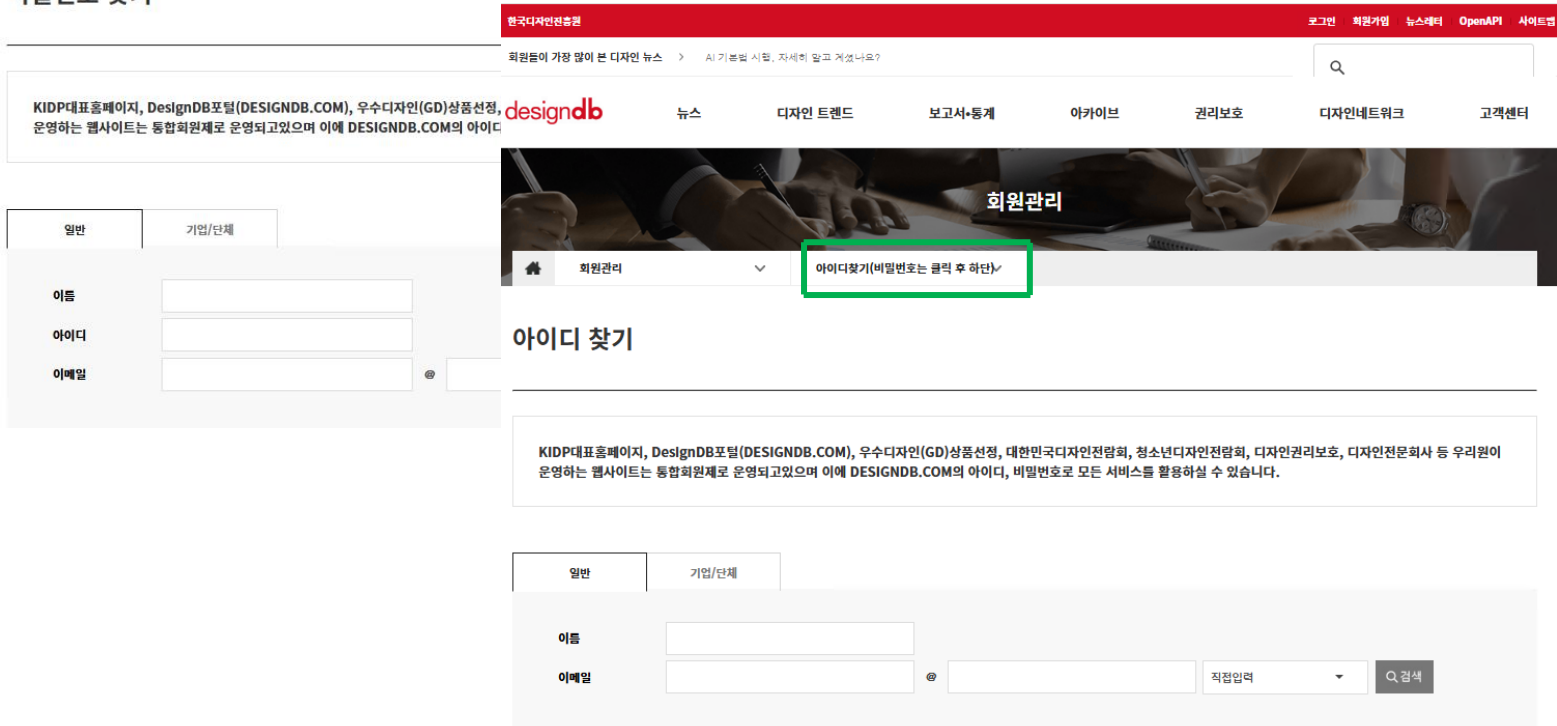 KIDP대표홈페이지, DesignDB포털(DESIGNDB.COM), 우수디자인(GD)상품선정,
운영하는 웹사이트는 통합회원제로 운영되고있으며 이에 DESIGNDB.COM의
일반
기업/단체
이름
아이디
이메일
@
한국디자인진흥원
로그인 회원가입 뉴스레터 OpenAPI 사이트맵
회원들이 가장 많이 본 디자인 뉴스 > AI 기본법 시행, 자세히 알고 계셨나요?
designdb
뉴스 디자인 트렌드 보고서•통계 아카이브 권리보호 디자인네트워크 고객센터
회원관리
회원관리
아이디찾기(비밀번호는 클릭 후 하단)
아이디 찾기
KIDP대표홈페이지, DesignDB포털(DESIGNDB.COM), 우수디자인(GD)상품선정, 대한민국디자인전람회, 청소년디자인전람회, 디자인권리보호, 디자인전문회사 등 우리원이
운영하는 웹사이트는 통합회원제로 운영되고있으며 이에 DESIGNDB.COM의 아이디, 비밀번호로 모든 서비스를 활용하실 수 있습니다.
일반
기업/단체
이름
이메일
@
직접입력
검색